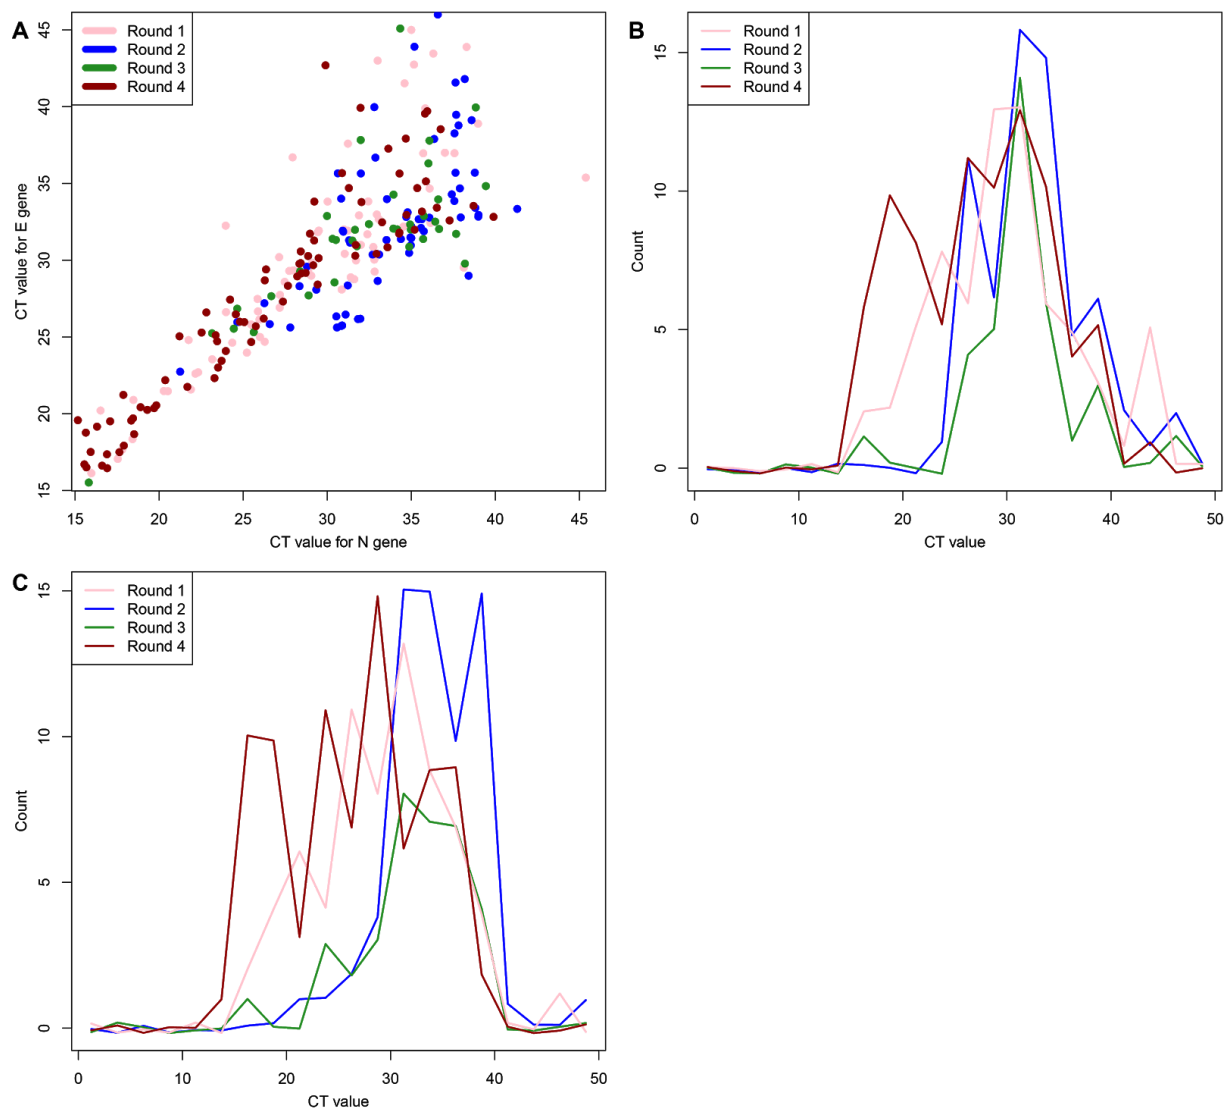 A
Round 1
Round 2
Round 3
Round 4
45
40
35
30
25
20
15
CT value for E gene
15 20 25 30 35 40 45
CT value for N gene
B
Round 1
Round 2
Round 3
Round 4
15
10
5
0
Count
0 10 20 30 40 50
CT value
C
Round 1
Round 2
Round 3
Round 4
15
10
5
0
Count
0 10 20 30 40 50
CT value